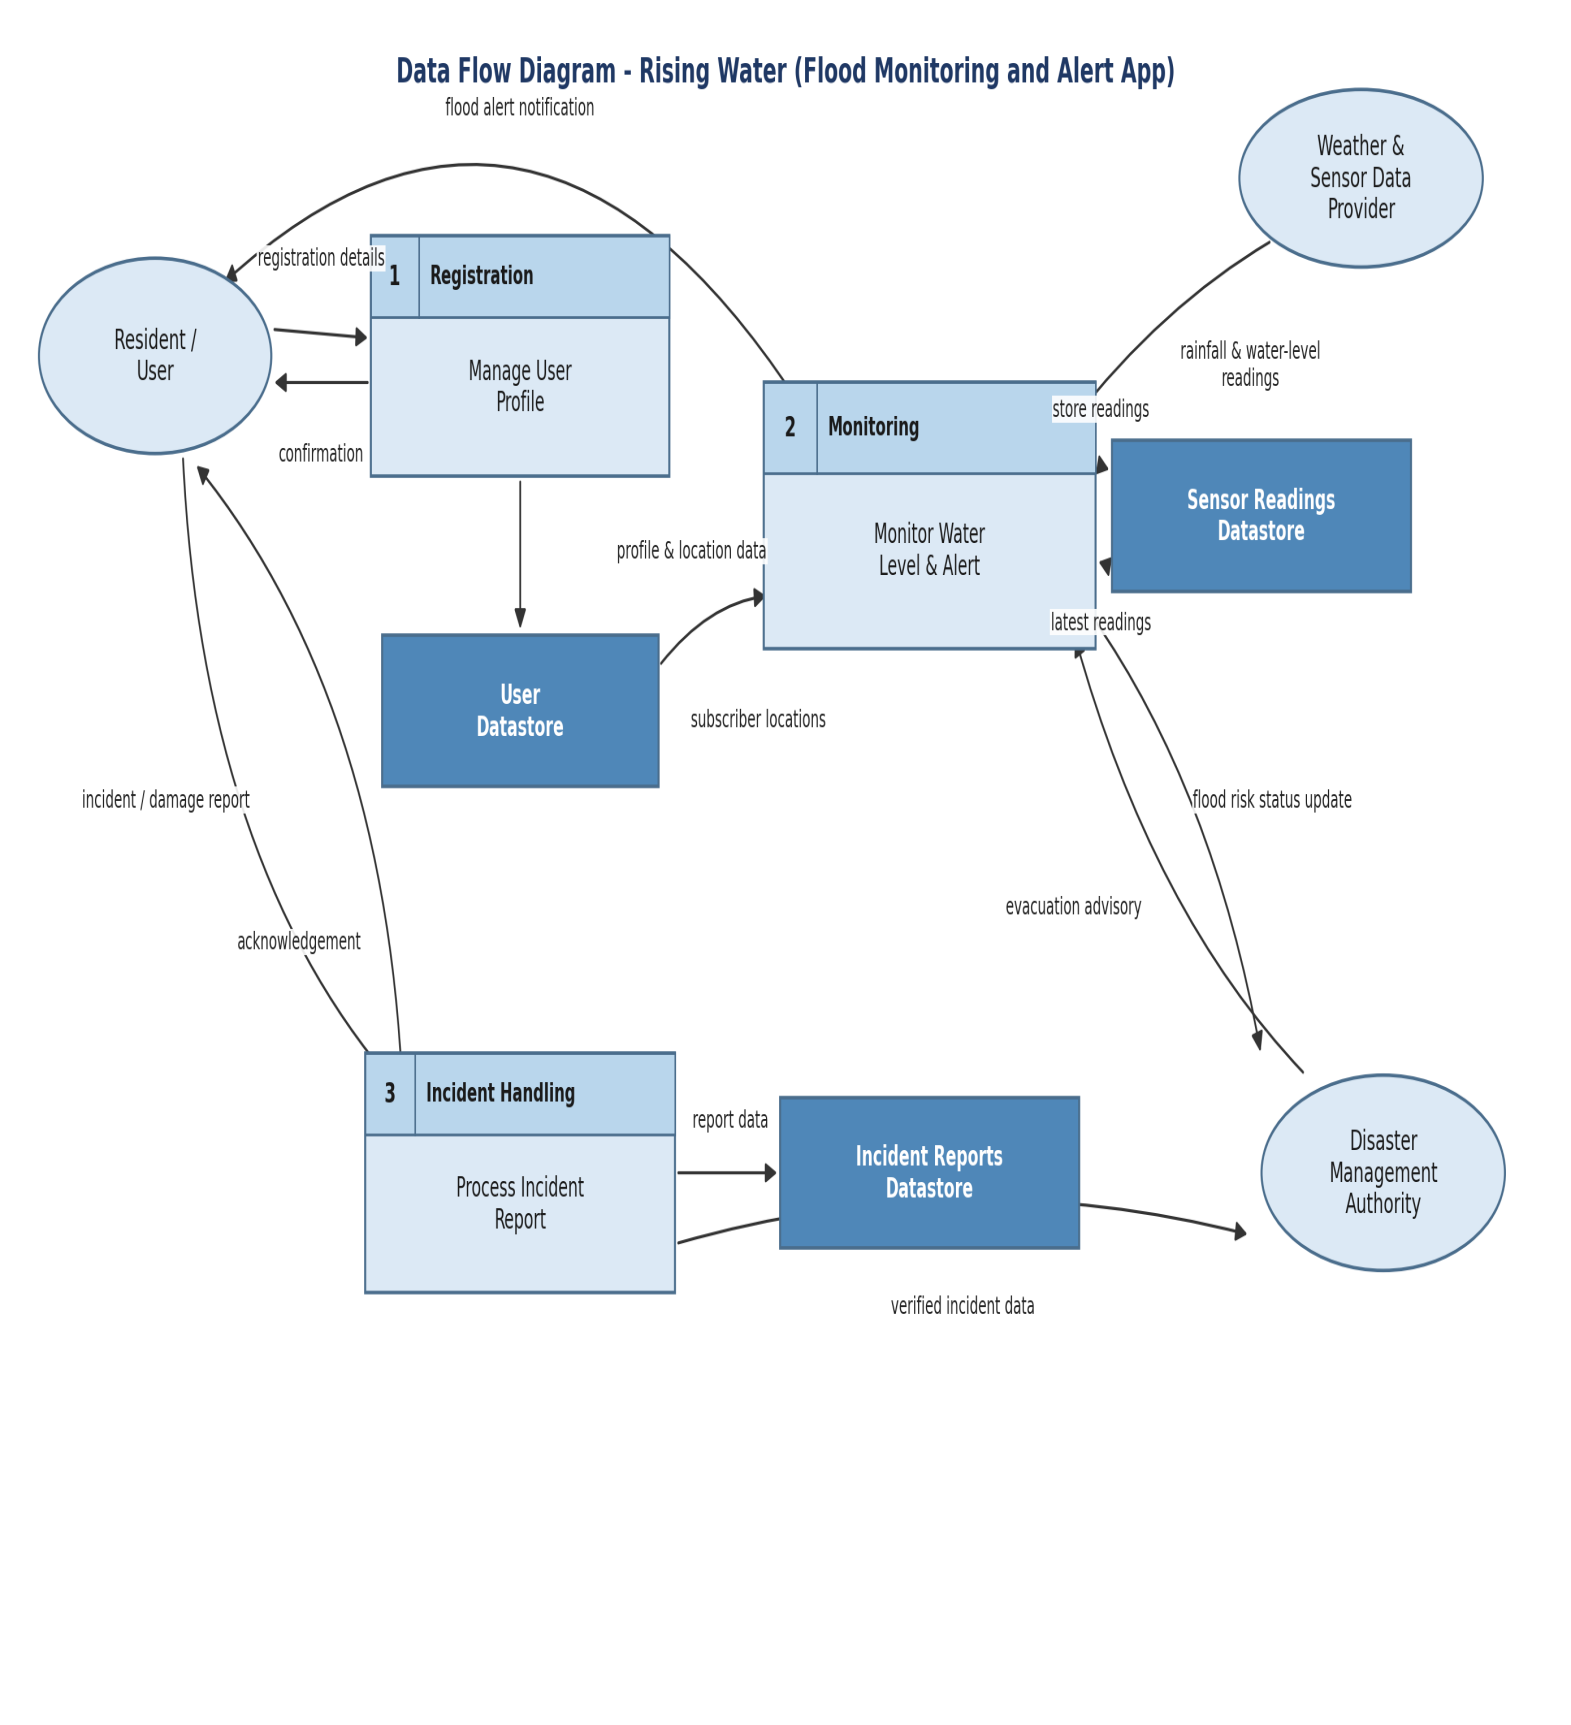 Data Flow Diagram - Rising Water (Flood Monitoring and Alert App)
flood alert notification
Weather &
Sensor Data
Provider
registration details
1
Registration
Resident /
User
Manage User
Profile
confirmation
rainfall & water-level
readings
store readings
2
Monitoring
Monitor Water
Level & Alert
Sensor Readings
Datastore
profile & location data
latest readings
User
Datastore
subscriber locations
incident / damage report
flood risk status update
evacuation advisory
acknowledgement
3
Incident Handling
Process Incident
Report
report data
Incident Reports
Datastore
Disaster
Management
Authority
verified incident data